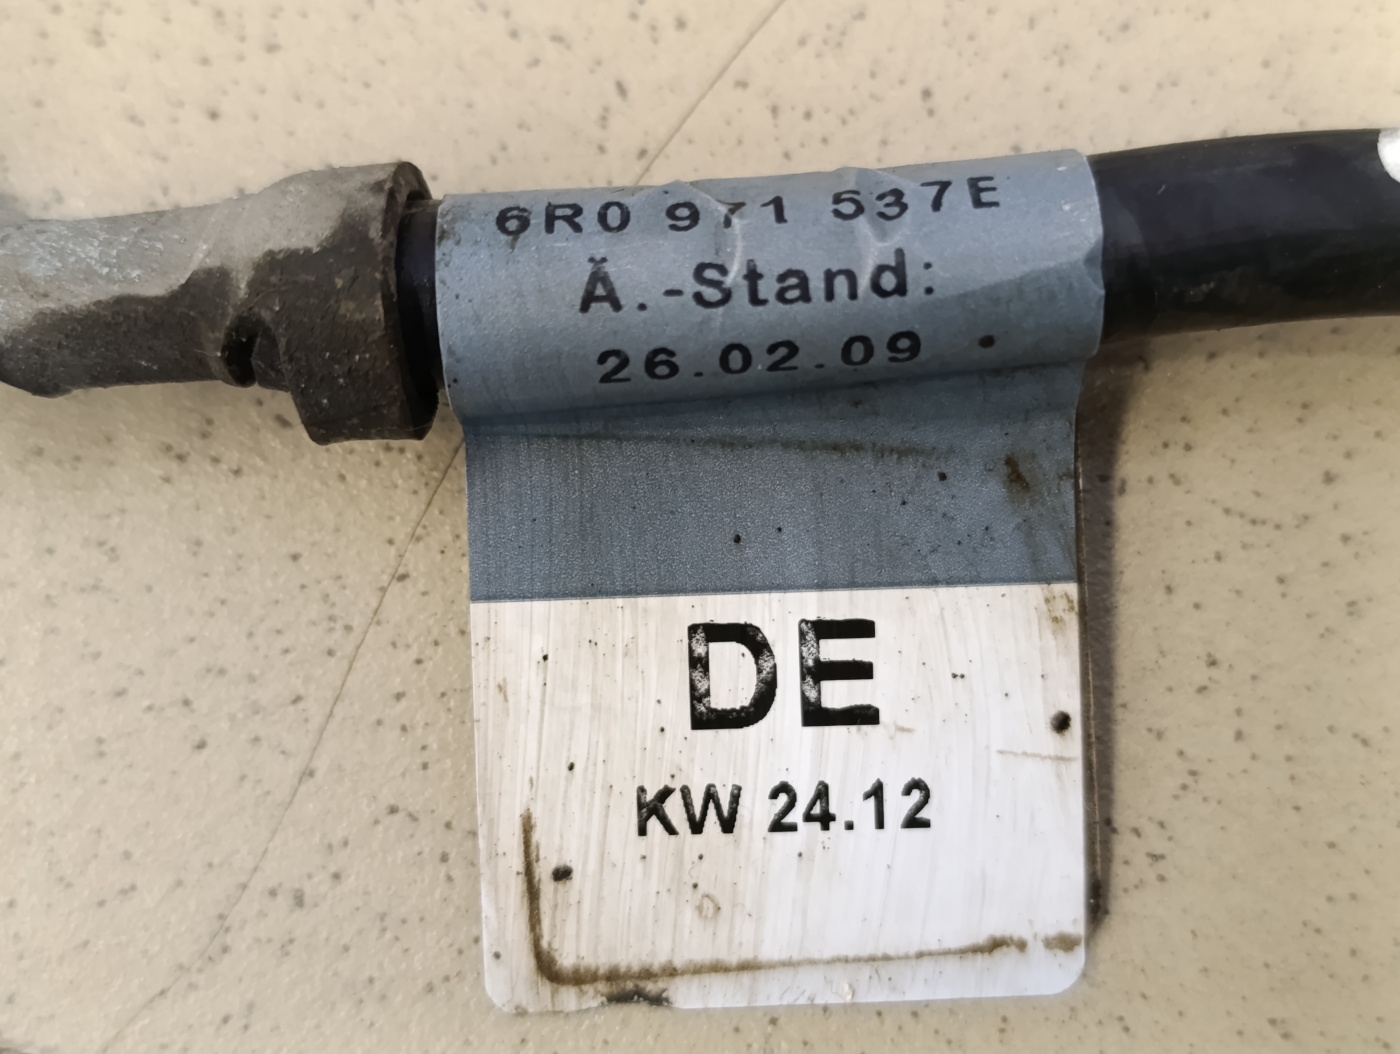 6R0 971 537E
Ä.-Stand:
26.02.09
DE
KW 24.12